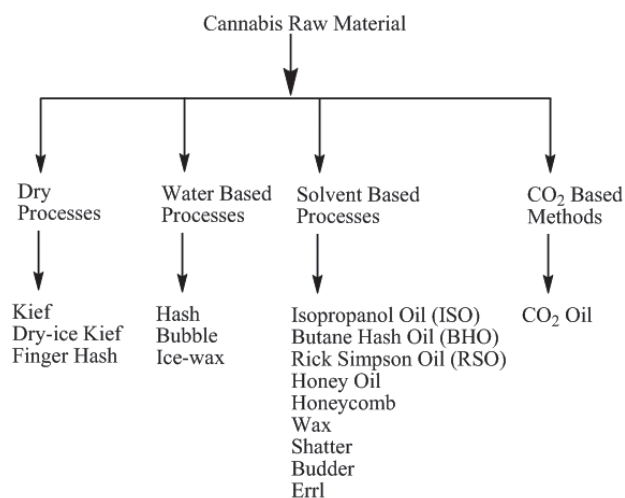 Cannabis Raw Material
Dry
Processes
Water Based
Processes
Solvent Based
Processes
CO₂ Based
Methods
Kief
Dry-ice Kief
Finger Hash
Hash
Bubble
Ice-wax
Isopropanol Oil (ISO)
Butane Hash Oil (BHO)
Rick Simpson Oil (RSO)
Honey Oil
Honeycomb
Wax
Shatter
Budder
Errl
CO₂ Oil